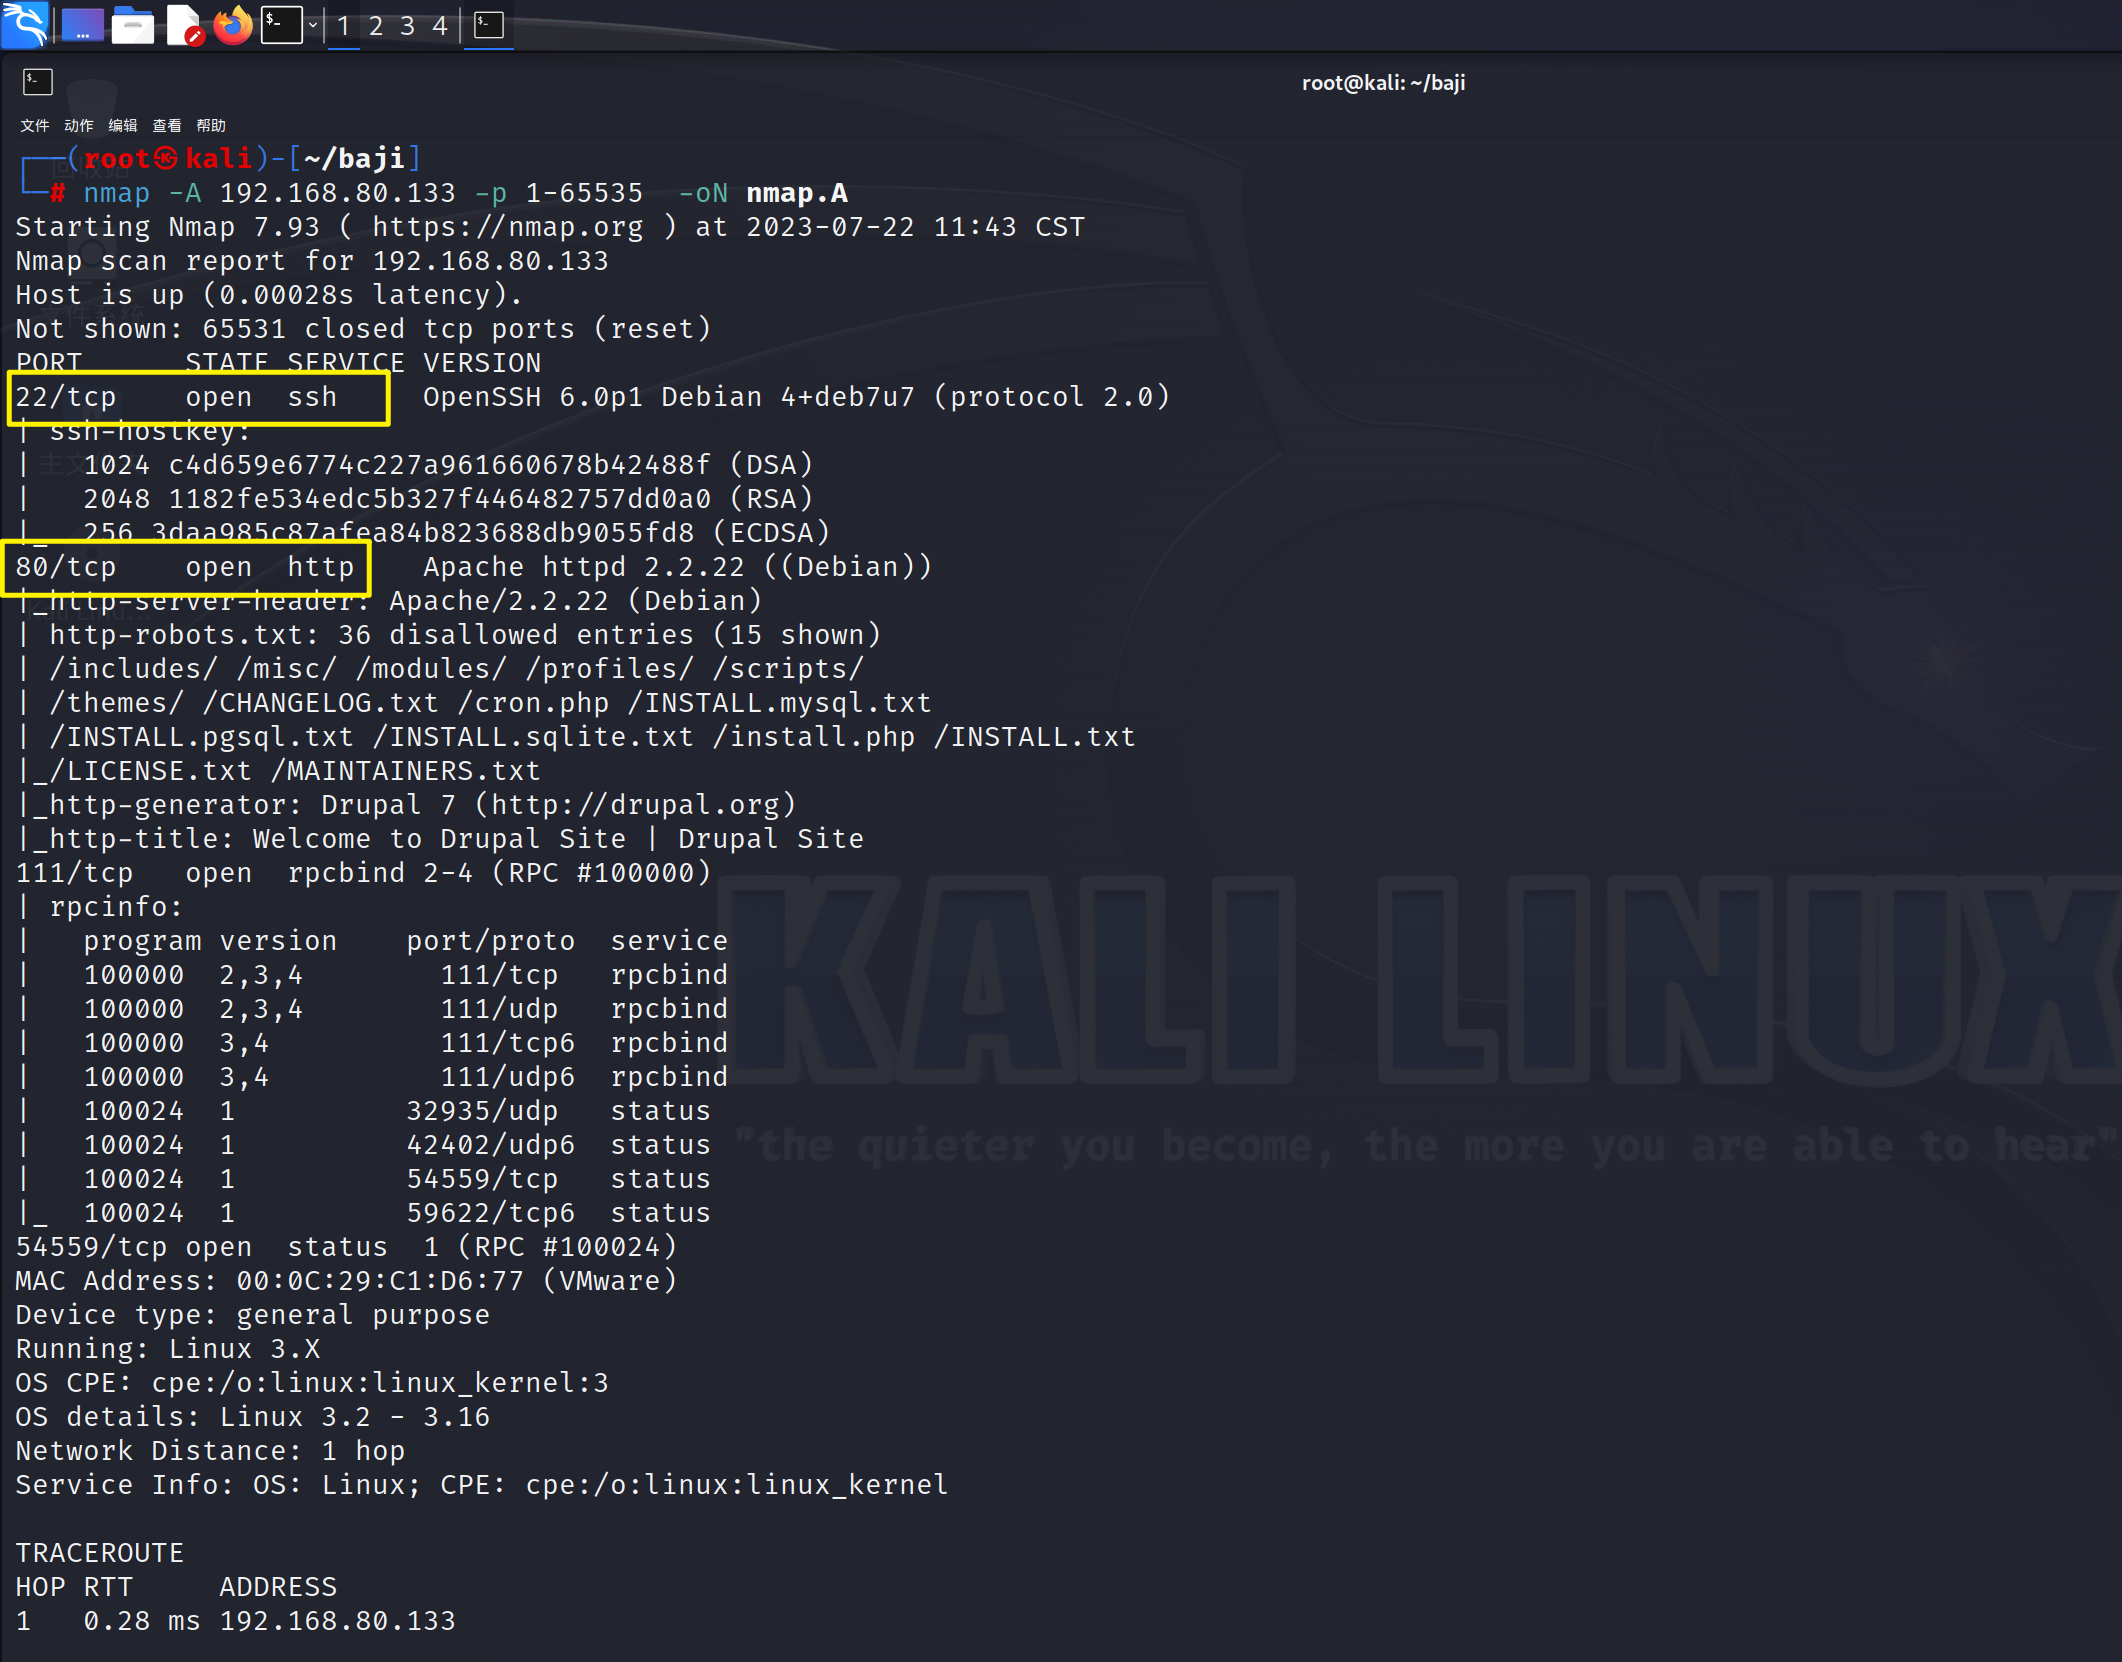 1 2 3 4
root@kali: ~/baji
文件 动作 编辑 查看 帮助
┌──(root㉿kali)-[~/baji]
└─# nmap -A 192.168.80.133 -p 1-65535  -oN nmap.A
Starting Nmap 7.93 ( https://nmap.org ) at 2023-07-22 11:43 CST
Nmap scan report for 192.168.80.133
Host is up (0.00028s latency).
Not shown: 65531 closed tcp ports (reset)
PORT      STATE SERVICE VERSION
22/tcp    open  ssh     OpenSSH 6.0p1 Debian 4+deb7u7 (protocol 2.0)
| ssh-hostkey:
|   1024 c4d659e6774c227a961660678b42488f (DSA)
|   2048 1182fe534edc5b327f446482757dd0a0 (RSA)
|_  256 3daa985c87afea84b823688db9055fd8 (ECDSA)
80/tcp    open  http    Apache httpd 2.2.22 ((Debian))
|_http-server-header: Apache/2.2.22 (Debian)
| http-robots.txt: 36 disallowed entries (15 shown)
| /includes/ /misc/ /modules/ /profiles/ /scripts/
| /themes/ /CHANGELOG.txt /cron.php /INSTALL.mysql.txt
| /INSTALL.pgsql.txt /INSTALL.sqlite.txt /install.php /INSTALL.txt
|_/LICENSE.txt /MAINTAINERS.txt
|_http-generator: Drupal 7 (http://drupal.org)
|_http-title: Welcome to Drupal Site | Drupal Site
111/tcp   open  rpcbind 2-4 (RPC #100000)
| rpcinfo:
|   program version    port/proto  service
|   100000  2,3,4        111/tcp   rpcbind
|   100000  2,3,4        111/udp   rpcbind
|   100000  3,4          111/tcp6  rpcbind
|   100000  3,4          111/udp6  rpcbind
|   100024  1          32935/udp   status
|   100024  1          42402/udp6  status
|   100024  1          54559/tcp   status
|_  100024  1          59622/tcp6  status
54559/tcp open  status  1 (RPC #100024)
MAC Address: 00:0C:29:C1:D6:77 (VMware)
Device type: general purpose
Running: Linux 3.X
OS CPE: cpe:/o:linux:linux_kernel:3
OS details: Linux 3.2 - 3.16
Network Distance: 1 hop
Service Info: OS: Linux; CPE: cpe:/o:linux:linux_kernel
TRACEROUTE
HOP RTT     ADDRESS
1   0.28 ms 192.168.80.133
KALI LINUX
"the quieter you become, the more you are able to hear"
回收站
文件系统